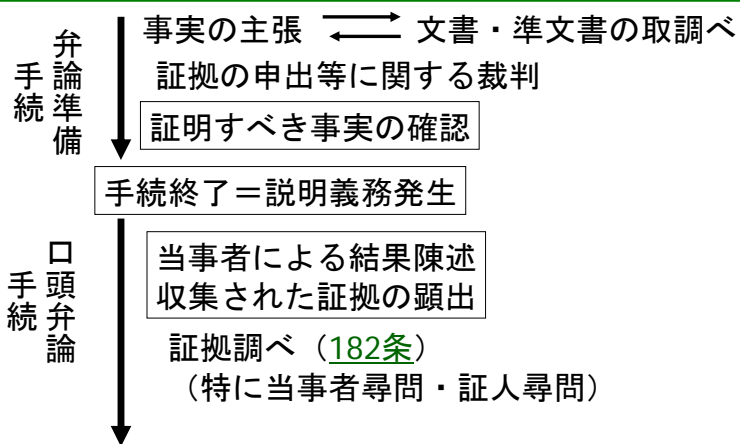 弁論準備手続
事実の主張 文書・準文書の取調べ
証拠の申出等に関する裁判
証明すべき事実の確認
手続終了＝説明義務発生
口頭弁論手続
当事者による結果陳述
収集された証拠の顕出
証拠調べ（182条）
（特に当事者尋問・証人尋問）